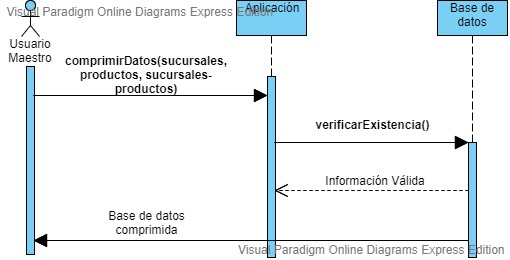 Visual Paradigm Online Diagrams Express Edition
Usuario
Maestro
Aplicación
Base de
datos
comprimirDatos(sucursales,
productos, sucursales-
productos)
verificarExistencia()
Información Válida
Base de datos
comprimida
Visual Paradigm Online Diagrams Express Edition